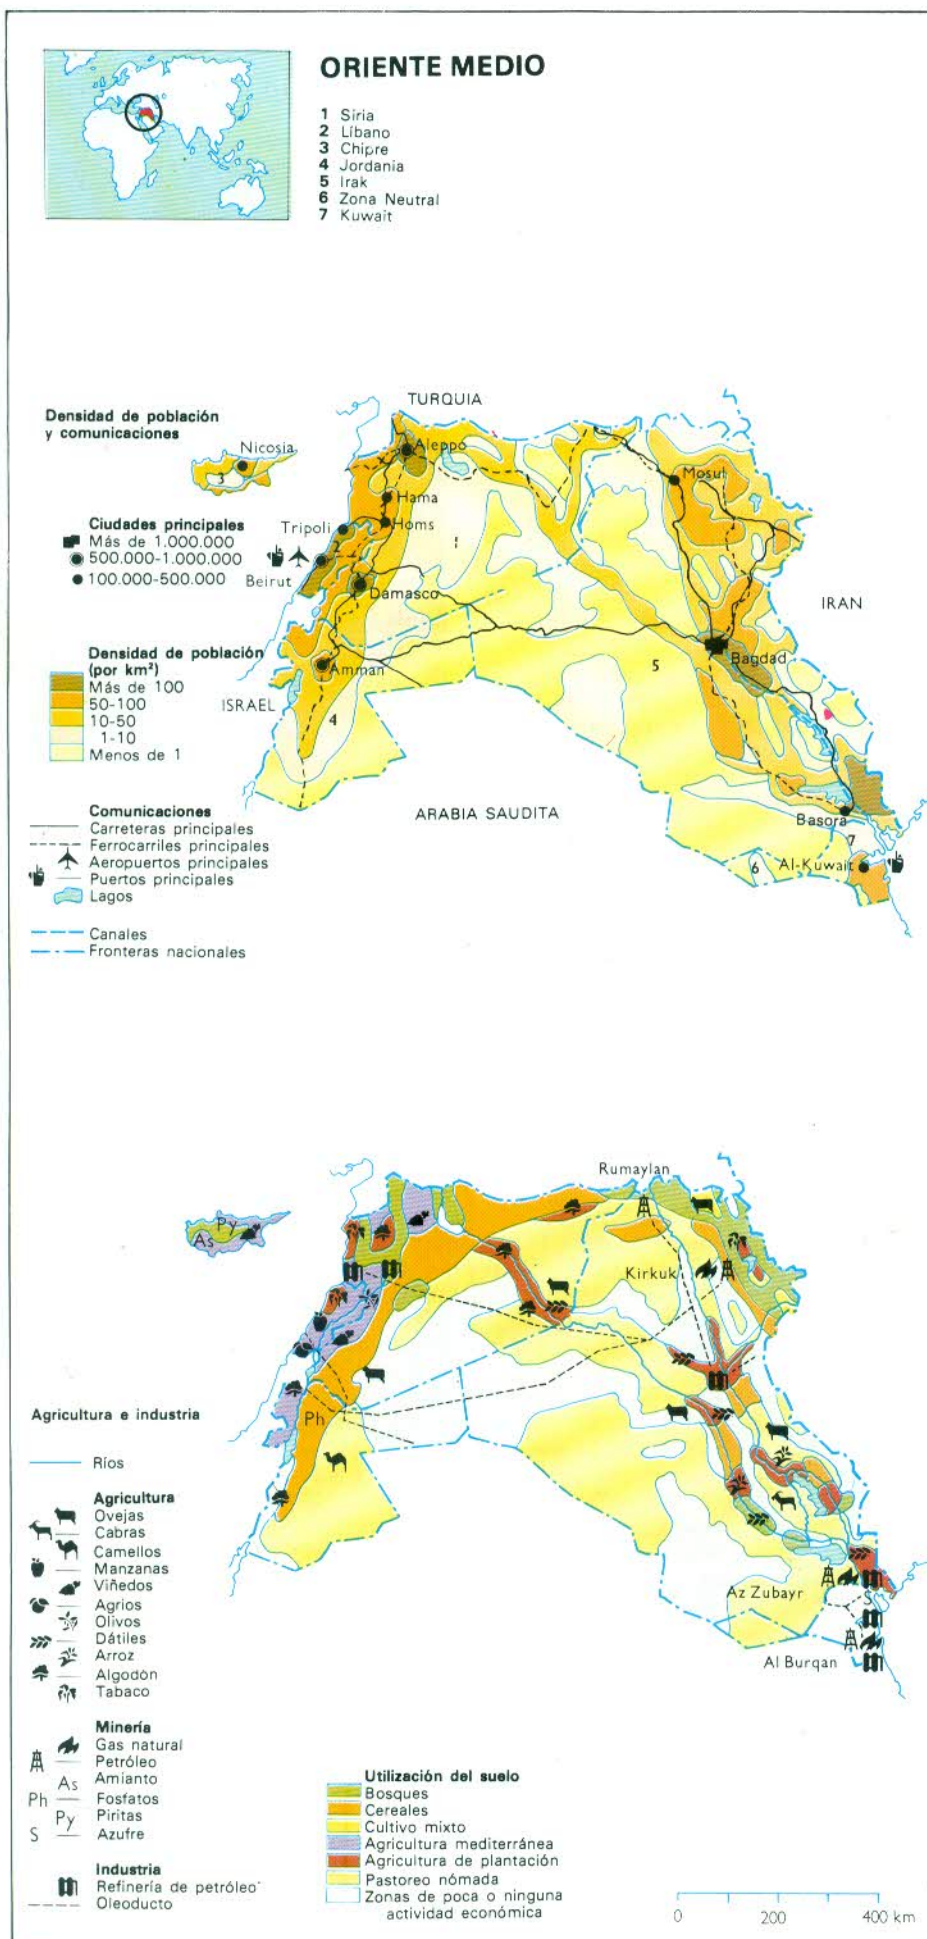 ORIENTE MEDIO
1 Siria
2 Líbano
3 Chipre
4 Jordania
5 Irak
6 Zona Neutral
7 Kuwait
Densidad de población
y comunicaciones
Ciudades principales
Más de 1.000.000
500.000-1.000.000
100.000-500.000
Densidad de población
(por km²)
Más de 100
50-100
10-50
1-10
Menos de 1
Comunicaciones
Carreteras principales
Ferrocarriles principales
Aeropuertos principales
Puertos principales
Lagos
Canales
Fronteras nacionales
TURQUIA
Nicosia
3
Aleppo
Mosul
Hama
Tripoli
Homs
1
2
Beirut
Damasco
IRAN
Bagdad
5
Amman
ISRAEL
4
ARABIA SAUDITA
Basora
7
6
Al-Kuwait
Rumaylan
Py
As
Kirkuk
Ph
Az Zubayr
S
Al Burqan
Agricultura e industria
Ríos
Agricultura
Ovejas
Cabras
Camellos
Manzanas
Viñedos
Agrios
Olivos
Dátiles
Arroz
Algodón
Tabaco
Minería
Gas natural
Petróleo
As Amianto
Ph Fosfatos
Py Piritas
S Azufre
Industria
Refinería de petróleo
Oleoducto
Utilización del suelo
Bosques
Cereales
Cultivo mixto
Agricultura mediterránea
Agricultura de plantación
Pastoreo nómada
Zonas de poca o ninguna
actividad económica
0 200 400 km